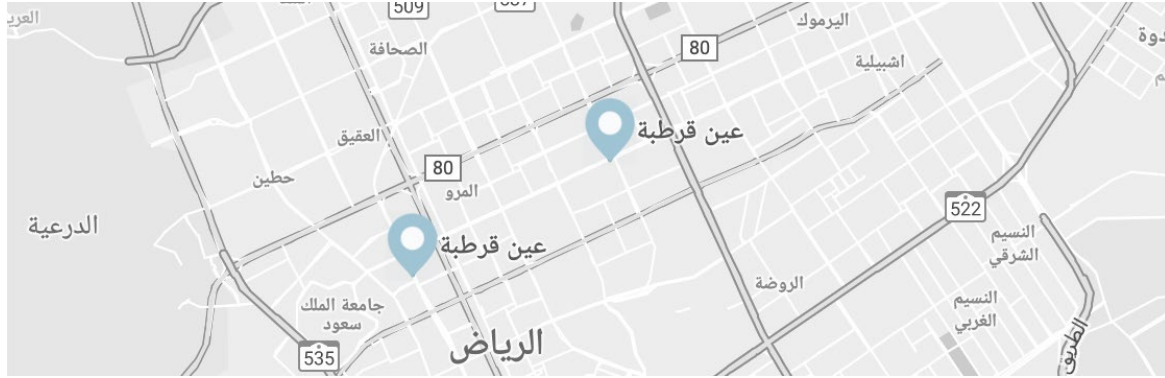 509
اليرموك
الصحافة
80
اشبيلية
عين قرطبة
العقيق
80
حطين
المرو
522
الدرعية
النسيم
الشرقي
عين قرطبة
الروضة
جامعة الملك
سعود
النسيم
الغربي
الرياض
535
الطريق